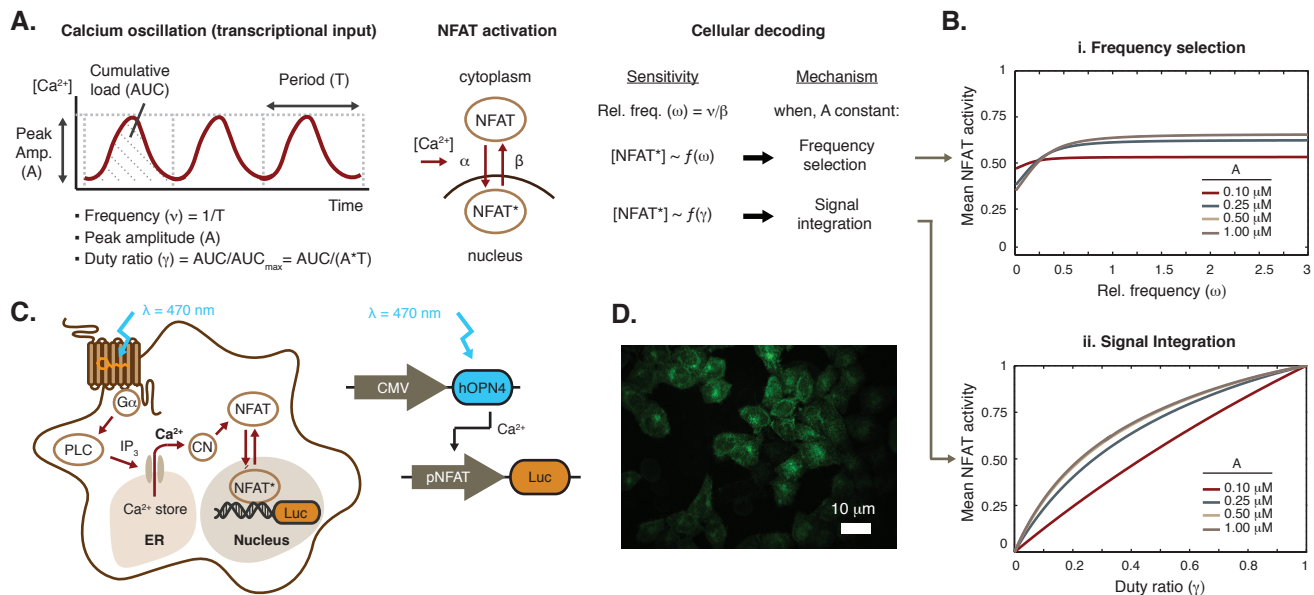 A.
Calcium oscillation (transcriptional input)
[Ca²⁺]
Cumulative
load (AUC)
Period (T)
Peak
Amp.
(A)
Time
▪ Frequency (ν) = 1/T
▪ Peak amplitude (A)
▪ Duty ratio (γ) = AUC/AUCmax= AUC/(A*T)
NFAT activation
cytoplasm
NFAT
[Ca²⁺]
α
β
NFAT*
nucleus
Cellular decoding
Sensitivity
Mechanism
Rel. freq. (ω) = ν/β
when, A constant:
[NFAT*] ~ f(ω)
Frequency
selection
[NFAT*] ~ f(γ)
Signal
integration
B.
i. Frequency selection
Mean NFAT activity
1
0.75
0.50
0.25
0
A
0.10 µM
0.25 µM
0.50 µM
1.00 µM
0
0.5
1
1.5
2
2.5
3
Rel. frequency (ω)
ii. Signal Integration
Mean NFAT activity
1
0.75
0.50
0.25
0
A
0.10 µM
0.25 µM
0.50 µM
1.00 µM
0
0.2
0.4
0.6
0.8
1
Duty ratio (γ)
C.
λ = 470 nm
Gα
PLC
IP₃
Ca²⁺
CN
NFAT
NFAT*
Luc
Ca²⁺ store
ER
Nucleus
λ = 470 nm
CMV
hOPN4
Ca²⁺
pNFAT
Luc
D.
10 µm